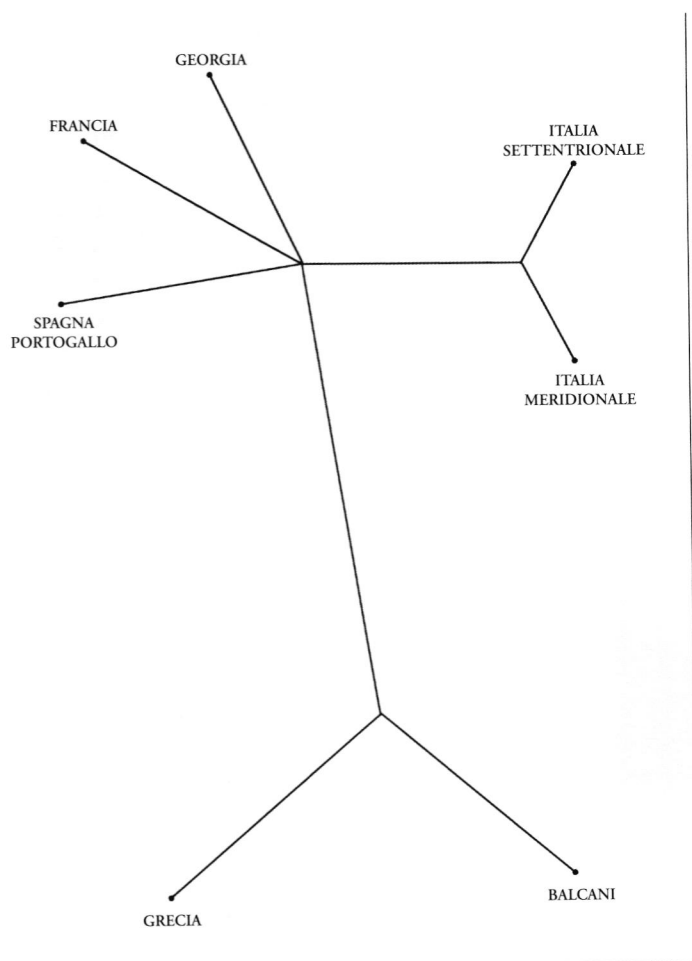 GEORGIA
FRANCIA
ITALIA
SETTENTRIONALE
SPAGNA
PORTOGALLO
ITALIA
MERIDIONALE
BALCANI
GRECIA